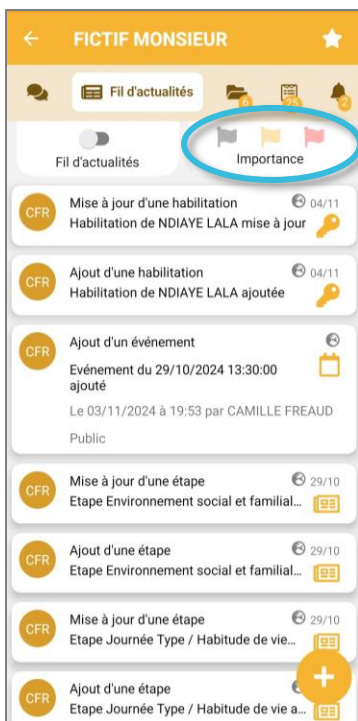 FICTIF MONSIEUR
Fil d'actualités
6
25
2
Fil d'actualités
Importance
CFR
Mise à jour d'une habilitation
04/11
Habilitation de NDIAYE LALA mise à jour
CFR
Ajout d'une habilitation
04/11
Habilitation de NDIAYE LALA ajoutée
CFR
Ajout d'un événement
Evénement du 29/10/2024 13:30:00
ajouté
Le 03/11/2024 à 19:53 par CAMILLE FREAUD
Public
CFR
Mise à jour d'une étape
29/10
Etape Environnement social et familial...
CFR
Ajout d'une étape
29/10
Etape Environnement social et familial...
CFR
Mise à jour d'une étape
29/10
Etape Journée Type / Habitude de vie...
CFR
Ajout d'une étape
Etape Journée Type / Habitude de vie a...